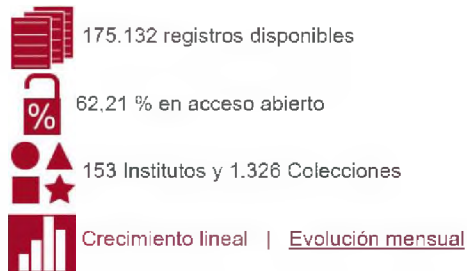 175.132 registros disponibles
%
62,21 % en acceso abierto
153 Institutos y 1.326 Colecciones
Crecimiento lineal | Evolución mensual